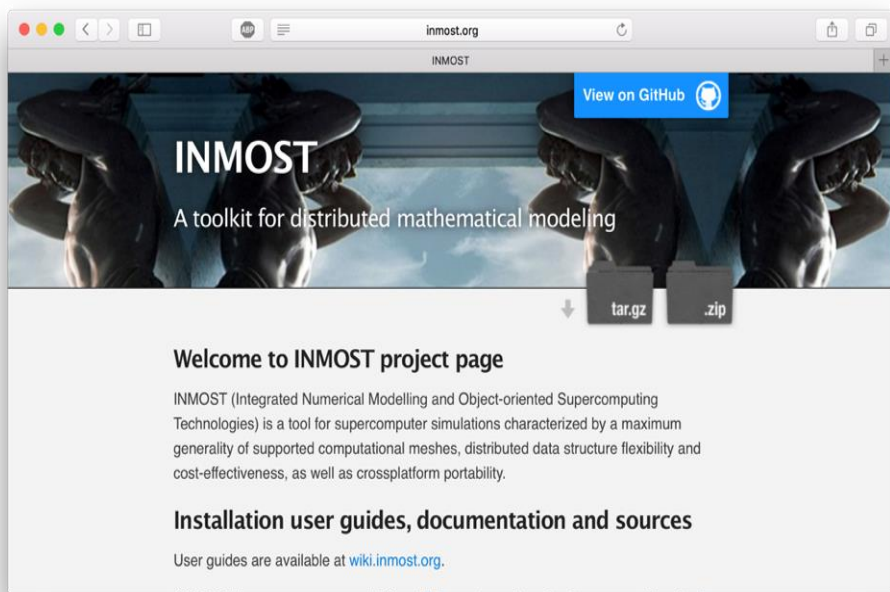 ABP
inmost.org
INMOST
View on GitHub
INMOST
A toolkit for distributed mathematical modeling
tar.gz
.zip
Welcome to INMOST project page
INMOST (Integrated Numerical Modelling and Object-oriented Supercomputing
Technologies) is a tool for supercomputer simulations characterized by a maximum
generality of supported computational meshes, distributed data structure flexibility and
cost-effectiveness, as well as crossplatform portability.
Installation user guides, documentation and sources
User guides are available at wiki.inmost.org.